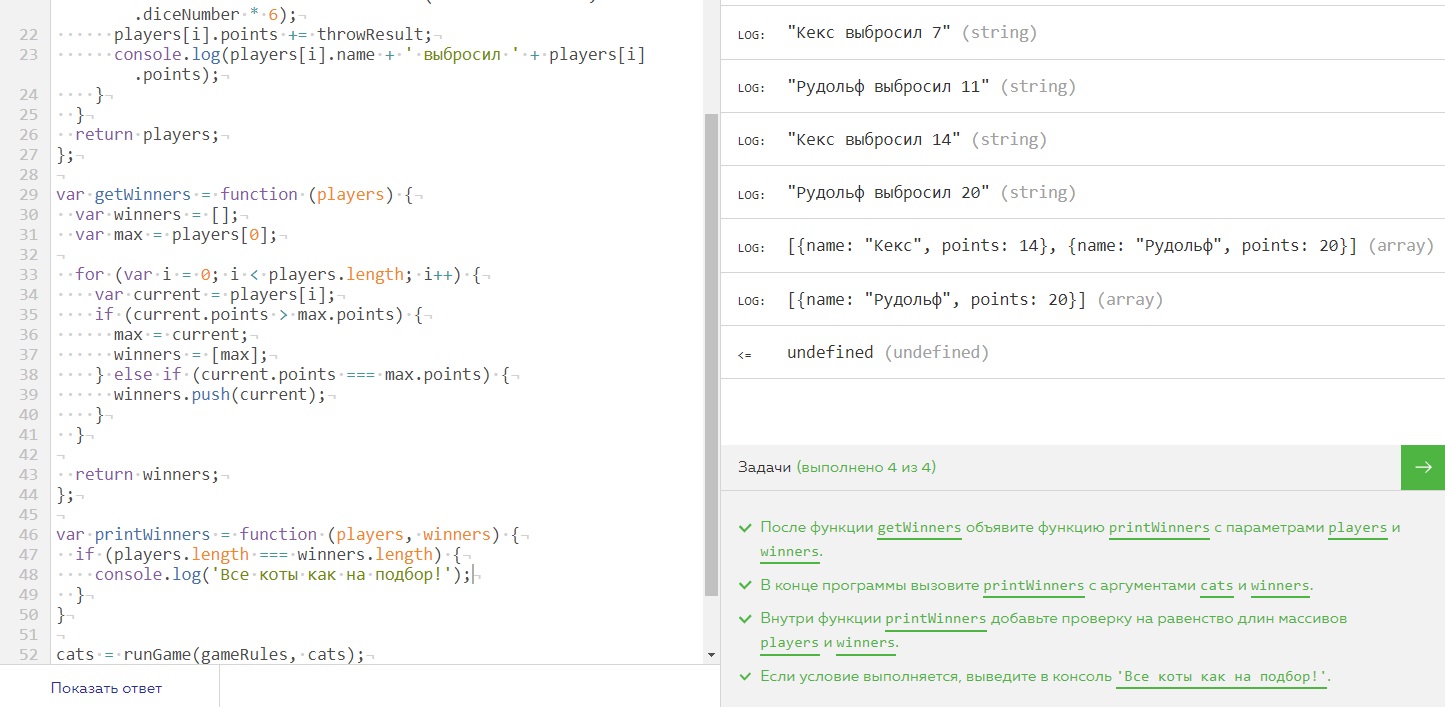 .diceNumber * 6);
22 players[i].points += throwResult;
23 console.log(players[i].name + ' выбросил ' + players[i]
.points);
24 }
25 }
26 return players;
27 };
28
29 var getWinners = function (players) {
30 var winners = [];
31 var max = players[0];
32
33 for (var i = 0; i < players.length; i++) {
34 var current = players[i];
35 if (current.points > max.points) {
36 max = current;
37 winners = [max];
38 } else if (current.points === max.points) {
39 winners.push(current);
40 }
41 }
42
43 return winners;
44 };
45
46 var printWinners = function (players, winners) {
47 if (players.length === winners.length) {
48 console.log('Все коты как на подбор!');
49 }
50 }
51
52 cats = runGame(gameRules, cats);
Показать ответ
LOG: "Кекс выбросил 7" (string)
LOG: "Рудольф выбросил 11" (string)
LOG: "Кекс выбросил 14" (string)
LOG: "Рудольф выбросил 20" (string)
LOG: [{name: "Кекс", points: 14}, {name: "Рудольф", points: 20}] (array)
LOG: [{name: "Рудольф", points: 20}] (array)
<= undefined (undefined)
Задачи (выполнено 4 из 4)
После функции getWinners объявите функцию printWinners с параметрами players и
winners.
В конце программы вызовите printWinners с аргументами cats и winners.
Внутри функции printWinners добавьте проверку на равенство длин массивов
players и winners.
Если условие выполняется, выведите в консоль 'Все коты как на подбор!'.